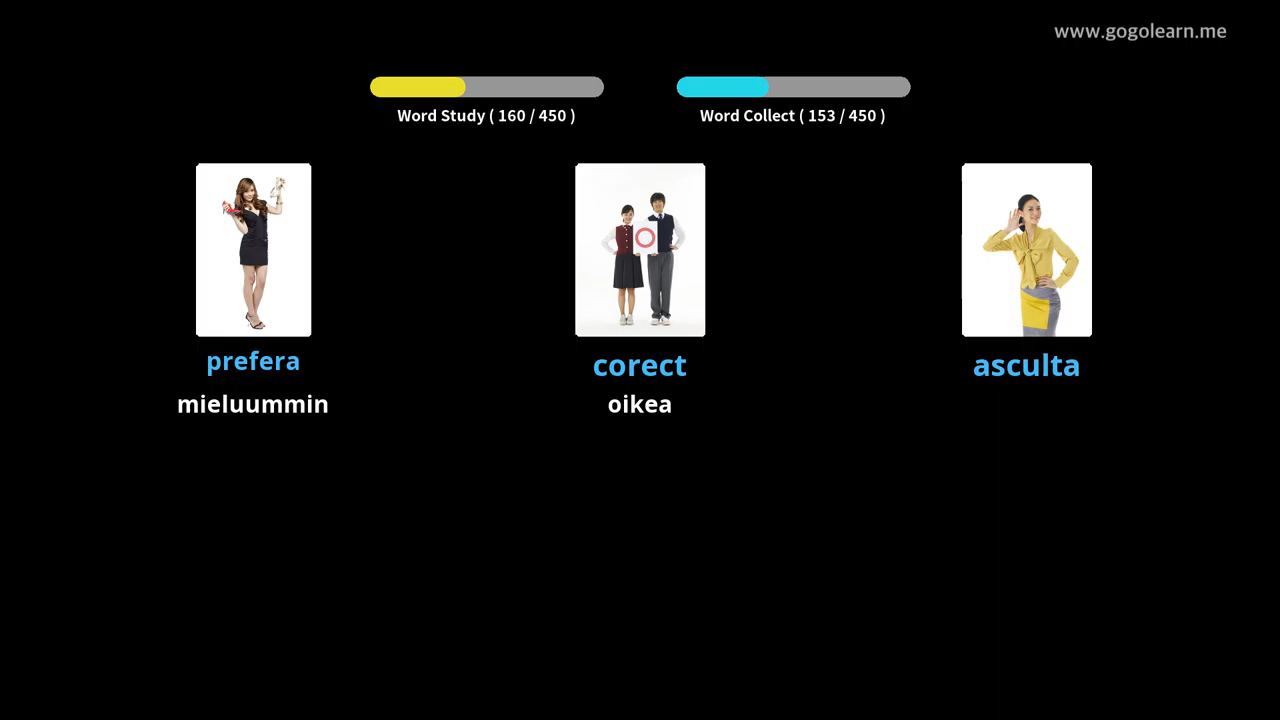 www.gogolearn.me
Word Study ( 160 / 450 )
Word Collect ( 153 / 450 )
prefera
corect
asculta
mieluummin
oikea